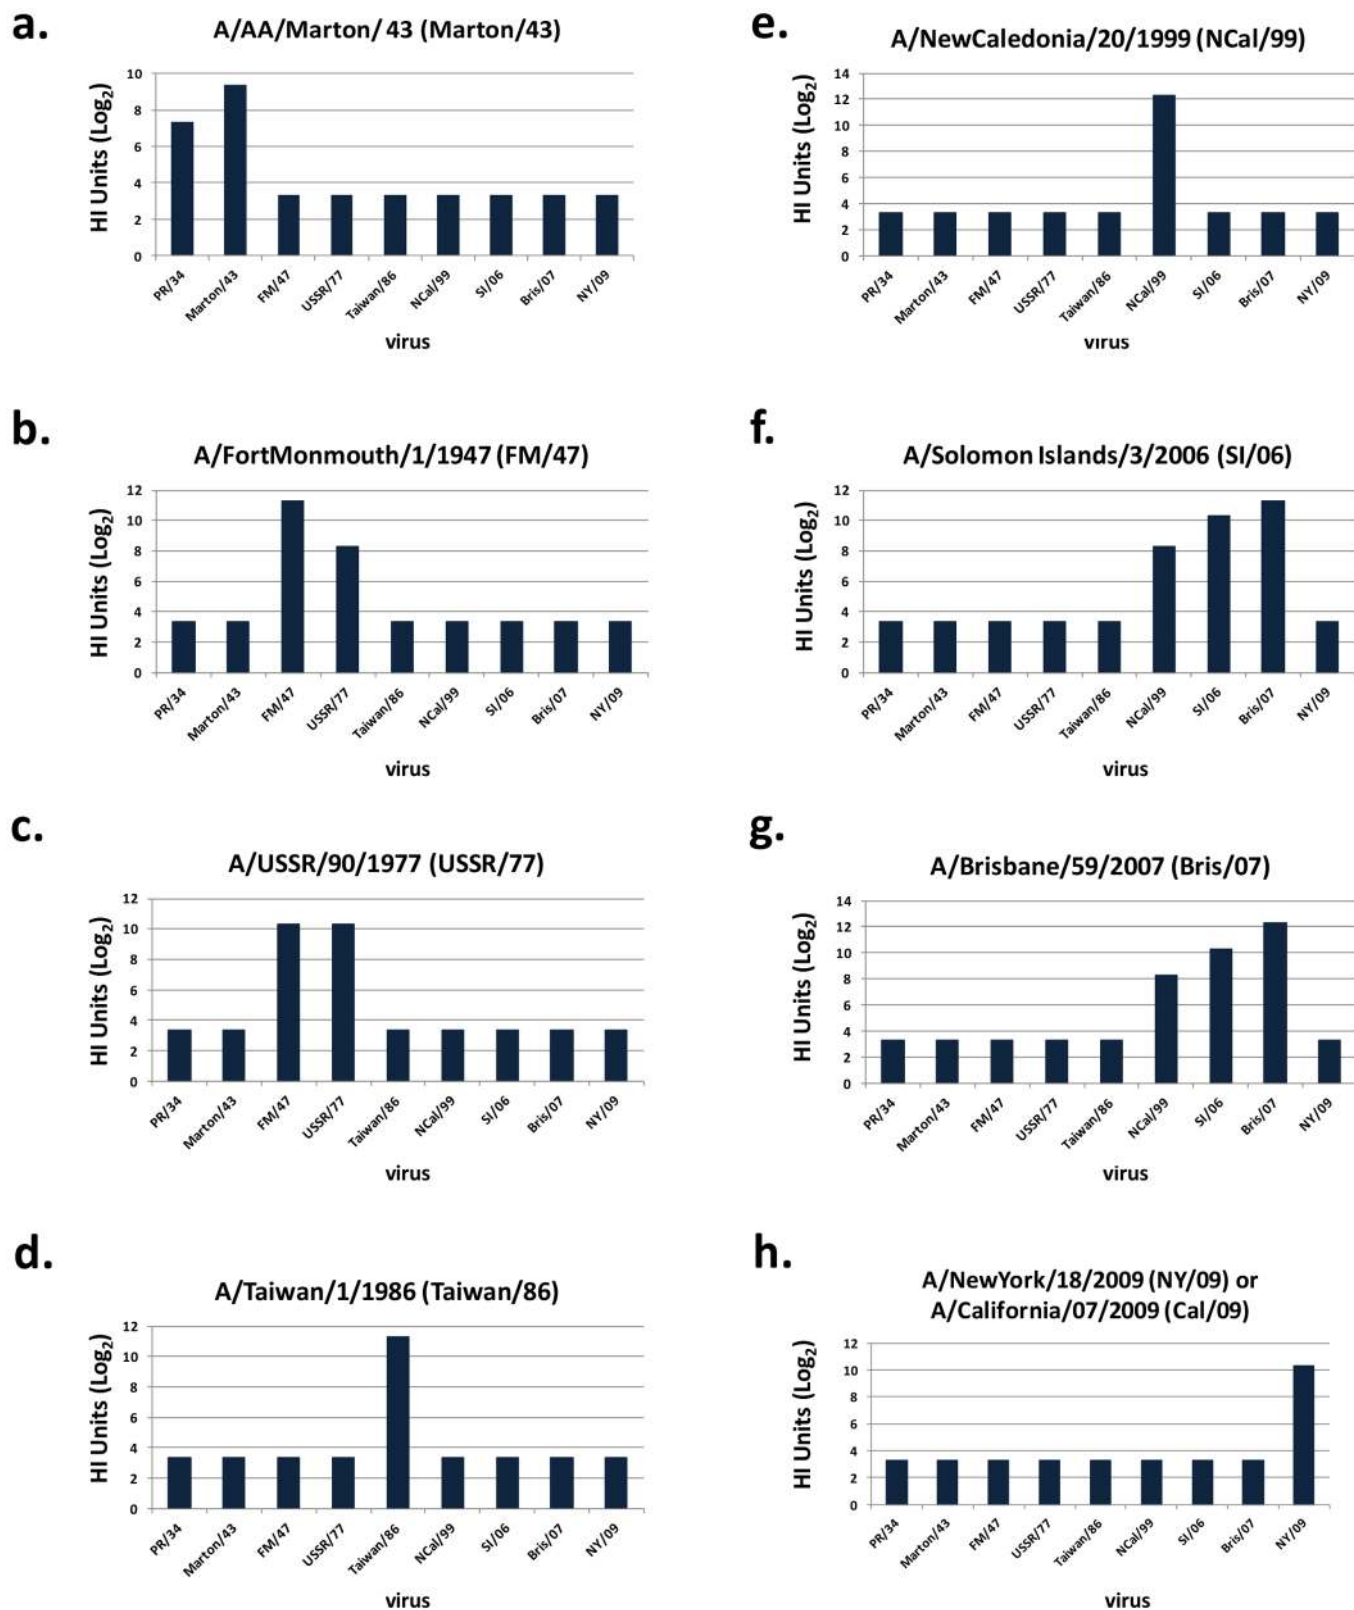 a.
A/AA/Marton/ 43 (Marton/43)
HI Units (Log2)
10
8
6
4
2
0
PR/34
Marton/43
FM/47
USSR/77
Taiwan/86
NCal/99
SI/06
Bris/07
NY/09
virus
b.
A/FortMonmouth/1/1947 (FM/47)
HI Units (Log2)
12
10
8
6
4
2
0
PR/34
Marton/43
FM/47
USSR/77
Taiwan/86
NCal/99
SI/06
Bris/07
NY/09
virus
c.
A/USSR/90/1977 (USSR/77)
HI Units (Log2)
12
10
8
6
4
2
0
PR/34
Marton/43
FM/47
USSR/77
Taiwan/86
NCal/99
SI/06
Bris/07
NY/09
virus
d.
A/Taiwan/1/1986 (Taiwan/86)
HI Units (Log2)
12
10
8
6
4
2
0
PR/34
Marton/43
FM/47
USSR/77
Taiwan/86
NCal/99
SI/06
Bris/07
NY/09
virus
e.
A/NewCaledonia/20/1999 (NCal/99)
HI Units (Log2)
14
12
10
8
6
4
2
0
PR/34
Marton/43
FM/47
USSR/77
Taiwan/86
NCal/99
SI/06
Bris/07
NY/09
virus
f.
A/Solomon Islands/3/2006 (SI/06)
HI Units (Log2)
12
10
8
6
4
2
0
PR/34
Marton/43
FM/47
USSR/77
Taiwan/86
NCal/99
SI/06
Bris/07
NY/09
virus
g.
A/Brisbane/59/2007 (Bris/07)
HI Units (Log2)
14
12
10
8
6
4
2
0
PR/34
Marton/43
FM/47
USSR/77
Taiwan/86
NCal/99
SI/06
Bris/07
NY/09
virus
h.
A/NewYork/18/2009 (NY/09) or
A/California/07/2009 (Cal/09)
HI Units (Log2)
12
10
8
6
4
2
0
PR/34
Marton/43
FM/47
USSR/77
Taiwan/86
NCal/99
SI/06
Bris/07
NY/09
virus